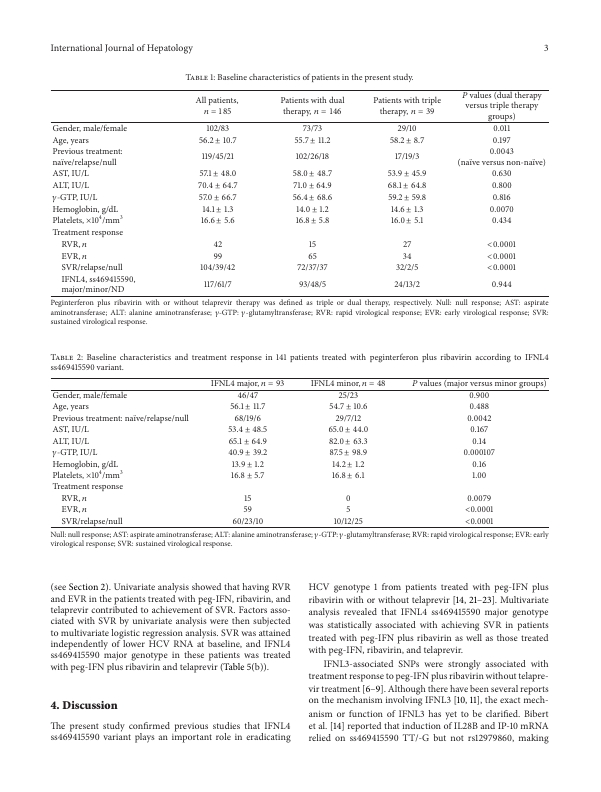 International Journal of Hepatology 3
TABLE 1: Baseline characteristics of patients in the present study.
All patients, n = 185 Patients with dual therapy, n = 146 Patients with triple therapy, n = 39 P values (dual therapy versus triple therapy groups)
Gender, male/female 102/83 73/73 29/10 0.011
Age, years 56.2 ± 10.7 55.7 ± 11.2 58.2 ± 8.7 0.197
Previous treatment: naïve/relapse/null 119/45/21 102/26/18 17/19/3 0.0043 (naïve versus non-naïve)
AST, IU/L 57.1 ± 48.0 58.0 ± 48.7 53.9 ± 45.9 0.630
ALT, IU/L 70.4 ± 64.7 71.0 ± 64.9 68.1 ± 64.8 0.800
γ-GTP, IU/L 57.0 ± 66.7 56.4 ± 68.6 59.2 ± 59.8 0.816
Hemoglobin, g/dL 14.1 ± 1.3 14.0 ± 1.2 14.6 ± 1.3 0.0070
Platelets, ×10⁴/mm³ 16.6 ± 5.6 16.8 ± 5.8 16.0 ± 5.1 0.434
Treatment response
RVR, n 42 15 27 <0.0001
EVR, n 99 65 34 <0.0001
SVR/relapse/null 104/39/42 72/37/37 32/2/5 <0.0001
IFNL4, ss469415590, major/minor/ND 117/61/7 93/48/5 24/13/2 0.944
Peginterferon plus ribavirin with or without telaprevir therapy was defined as triple or dual therapy, respectively. Null: null response; AST: aspirate
aminotransferase; ALT: alanine aminotransferase; γ-GTP: γ-glutamyltransferase; RVR: rapid virological response; EVR: early virological response; SVR:
sustained virological response.
TABLE 2: Baseline characteristics and treatment response in 141 patients treated with peginterferon plus ribavirin according to IFNL4
ss469415590 variant.
IFNL4 major, n = 93 IFNL4 minor, n = 48 P values (major versus minor groups)
Gender, male/female 46/47 25/23 0.900
Age, years 56.1 ± 11.7 54.7 ± 10.6 0.488
Previous treatment: naïve/relapse/null 68/19/6 29/7/12 0.0042
AST, IU/L 53.4 ± 48.5 65.0 ± 44.0 0.167
ALT, IU/L 65.1 ± 64.9 82.0 ± 63.3 0.14
γ-GTP, IU/L 40.9 ± 39.2 87.5 ± 98.9 0.000107
Hemoglobin, g/dL 13.9 ± 1.2 14.2 ± 1.2 0.16
Platelets, ×10⁴/mm³ 16.8 ± 5.7 16.8 ± 6.1 1.00
Treatment response
RVR, n 15 0 0.0079
EVR, n 59 5 <0.0001
SVR/relapse/null 60/23/10 10/12/25 <0.0001
Null: null response; AST: aspirate aminotransferase; ALT: alanine aminotransferase; γ-GTP: γ-glutamyltransferase; RVR: rapid virological response; EVR: early
virological response; SVR: sustained virological response.
(see Section 2). Univariate analysis showed that having RVR
and EVR in the patients treated with peg-IFN, ribavirin, and
telaprevir contributed to achievement of SVR. Factors asso-
ciated with SVR by univariate analysis were then subjected
to multivariate logistic regression analysis. SVR was attained
independently of lower HCV RNA at baseline, and IFNL4
ss469415590 major genotype in these patients was treated
with peg-IFN plus ribavirin and telaprevir (Table 5(b)).
4. Discussion
The present study confirmed previous studies that IFNL4
ss469415590 variant plays an important role in eradicating
HCV genotype 1 from patients treated with peg-IFN plus
ribavirin with or without telaprevir [14, 21–23]. Multivariate
analysis revealed that IFNL4 ss469415590 major genotype
was statistically associated with achieving SVR in patients
treated with peg-IFN plus ribavirin as well as those treated
with peg-IFN, ribavirin, and telaprevir.
IFNL3-associated SNPs were strongly associated with
treatment response to peg-IFN plus ribavirin without telapre-
vir treatment [6–9]. Although there have been several reports
on the mechanism involving IFNL3 [10, 11], the exact mech-
anism or function of IFNL3 has yet to be clarified. Bibert
et al. [14] reported that induction of IL28B and IP-10 mRNA
relied on ss469415590 TT/-G but not rs12979860, making